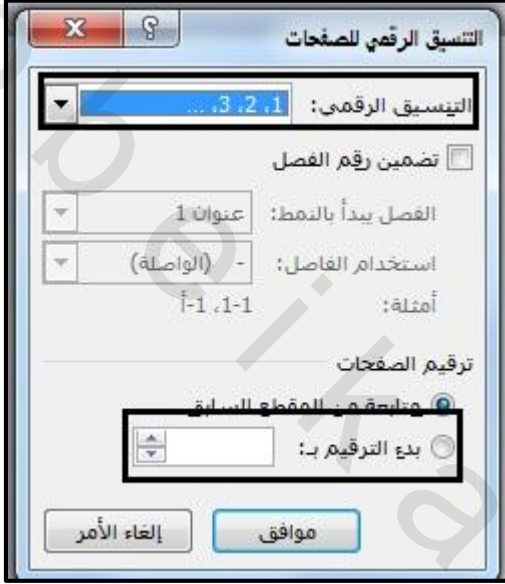 التنسيق الرقمي للصفحات
التنسيق الرقمي: 1, 2, 3, ...
تضمين رقم الفصل
الفصل يبدأ بالنمط: عنوان 1
استخدام الفاصل: - (الواصلة)
أمثلة: 1-1، 1-أ
ترقيم الصفحات
متابعة من المقطع السابق
بدء الترقيم بـ:
موافق إلغاء الأمر